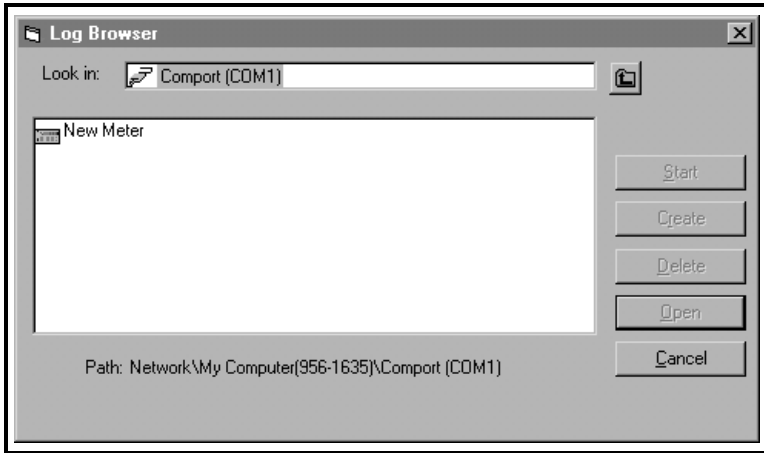 Log Browser
Look in: Comport (COM1)
New Meter
Start
Create
Delete
Open
Cancel
Path: Network\My Computer(956-1635)\Comport (COM1)